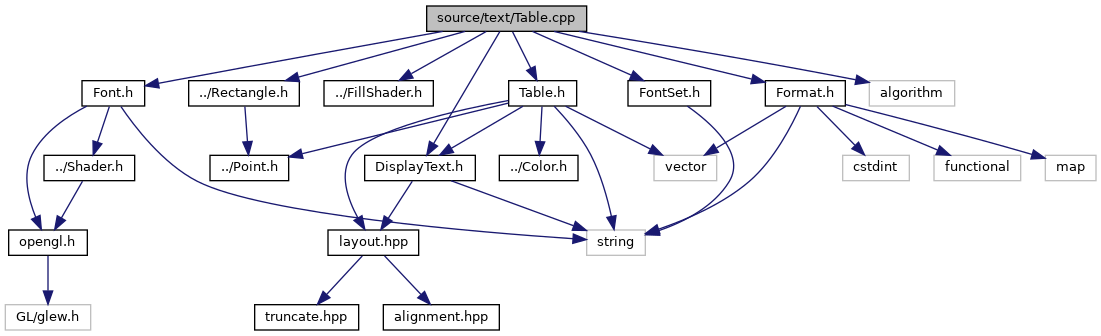 source/text/Table.cpp
Font.h
../Rectangle.h
../FillShader.h
Table.h
FontSet.h
Format.h
algorithm
../Shader.h
../Point.h
DisplayText.h
../Color.h
vector
cstdint
functional
map
opengl.h
layout.hpp
string
GL/glew.h
truncate.hpp
alignment.hpp